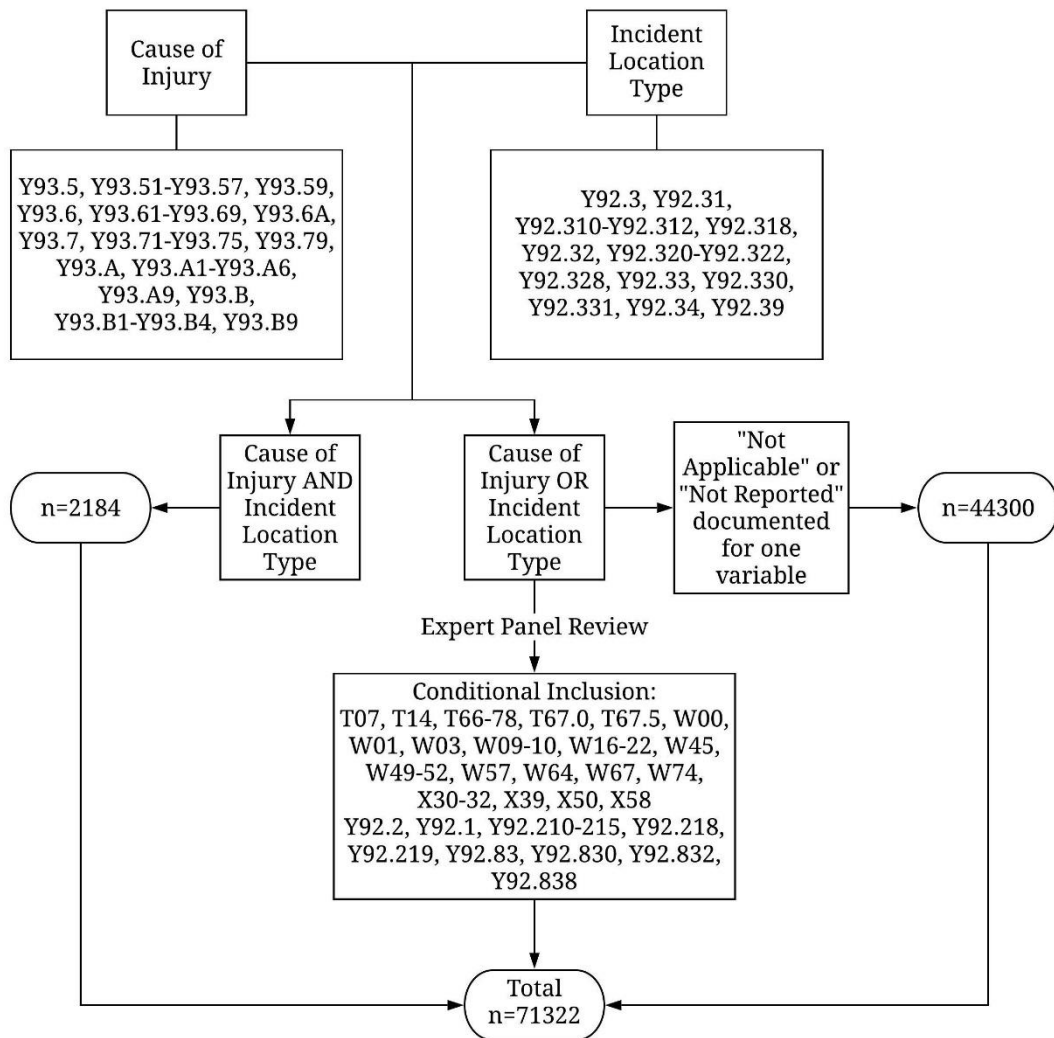 Cause of
Injury
Incident
Location
Type
Y93.5, Y93.51-Y93.57, Y93.59,
Y93.6, Y93.61-Y93.69, Y93.6A,
Y93.7, Y93.71-Y93.75, Y93.79,
Y93.A, Y93.A1-Y93.A6,
Y93.A9, Y93.B,
Y93.B1-Y93.B4, Y93.B9
Y92.3, Y92.31,
Y92.310-Y92.312, Y92.318,
Y92.32, Y92.320-Y92.322,
Y92.328, Y92.33, Y92.330,
Y92.331, Y92.34, Y92.39
n=2184
Cause of
Injury AND
Incident
Location
Type
Cause of
Injury OR
Incident
Location
Type
"Not
Applicable" or
"Not Reported"
documented
for one
variable
n=44300
Expert Panel Review
Conditional Inclusion:
T07, T14, T66-78, T67.0, T67.5, W00,
W01, W03, W09-10, W16-22, W45,
W49-52, W57, W64, W67, W74,
X30-32, X39, X50, X58
Y92.2, Y92.1, Y92.210-215, Y92.218,
Y92.219, Y92.83, Y92.830, Y92.832,
Y92.838
Total
n=71322